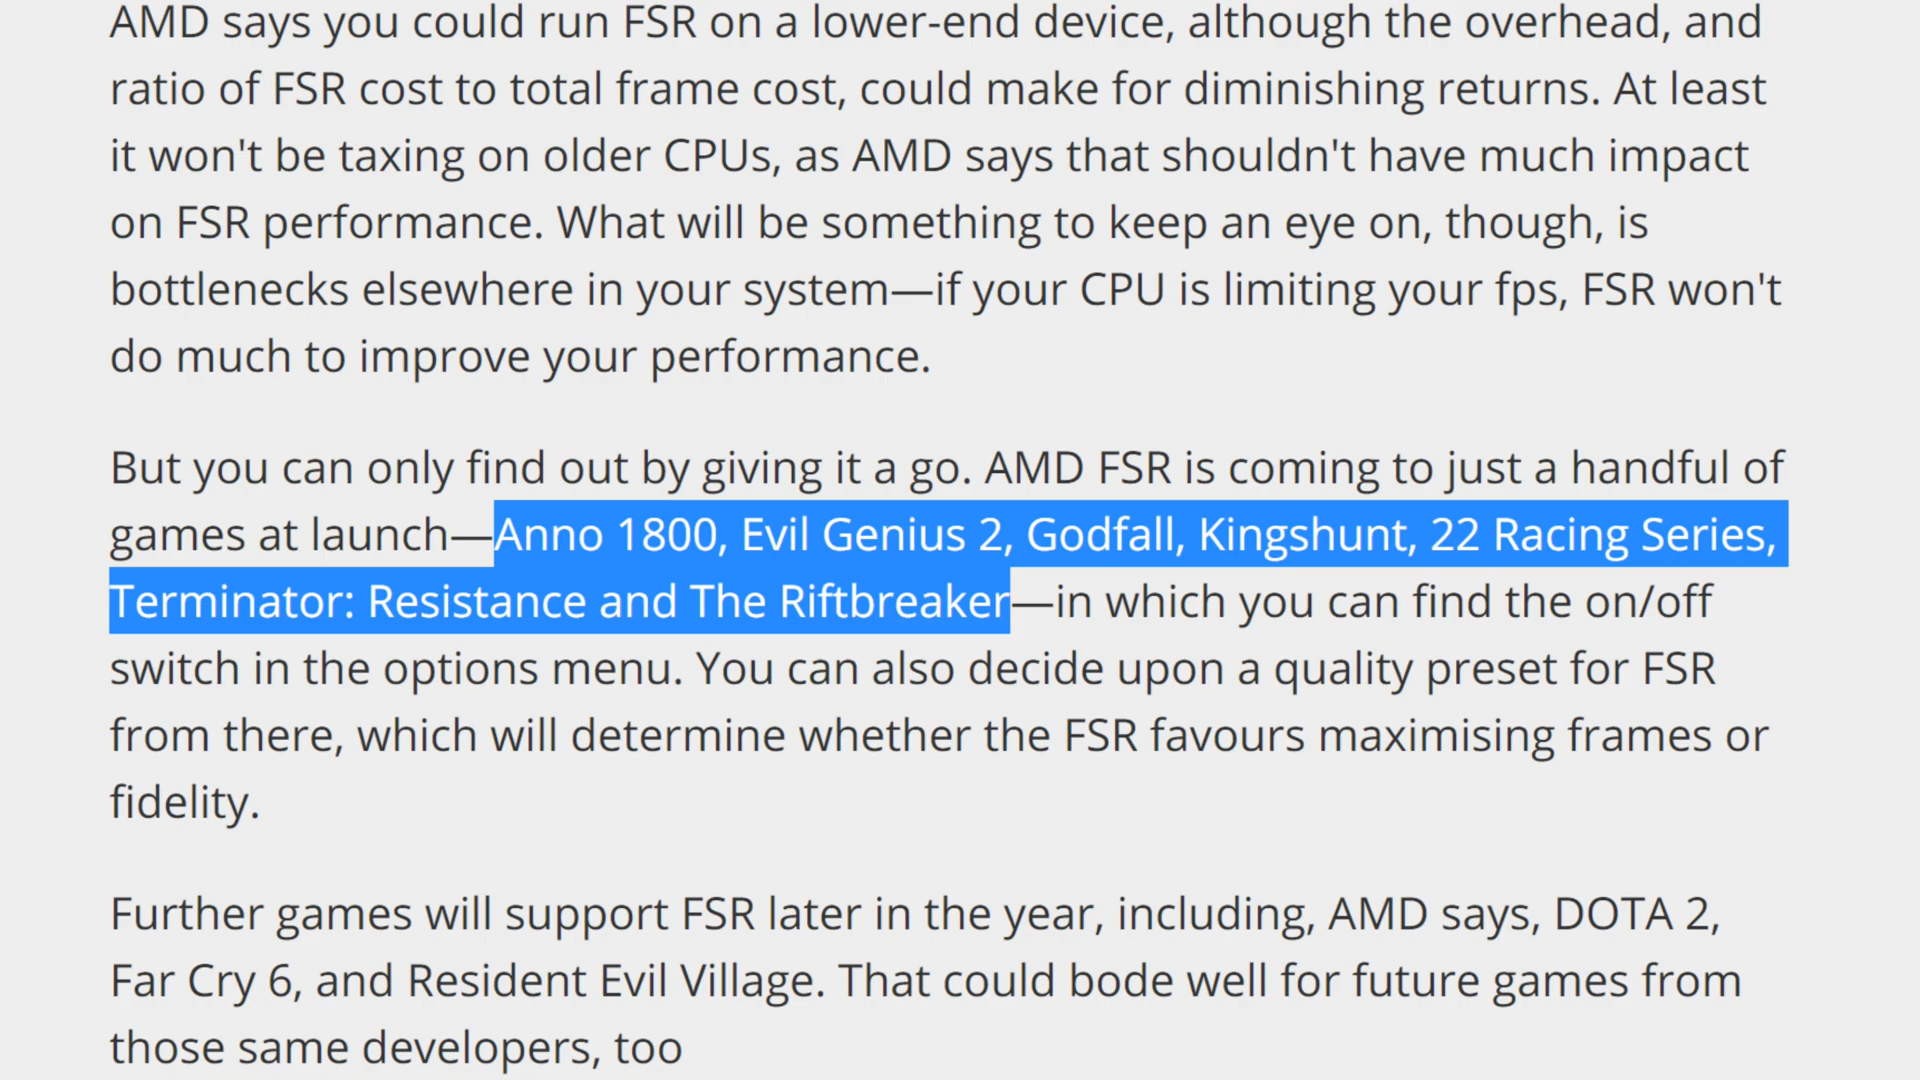 AMD says you could run FSR on a lower-end device, although the overhead, and
ratio of FSR cost to total frame cost, could make for diminishing returns. At least
it won't be taxing on older CPUs, as AMD says that shouldn't have much impact
on FSR performance. What will be something to keep an eye on, though, is
bottlenecks elsewhere in your system—if your CPU is limiting your fps, FSR won't
do much to improve your performance.
But you can only find out by giving it a go. AMD FSR is coming to just a handful of
games at launch—Anno 1800, Evil Genius 2, Godfall, Kingshunt, 22 Racing Series,
Terminator: Resistance and The Riftbreaker—in which you can find the on/off
switch in the options menu. You can also decide upon a quality preset for FSR
from there, which will determine whether the FSR favours maximising frames or
fidelity.
Further games will support FSR later in the year, including, AMD says, DOTA 2,
Far Cry 6, and Resident Evil Village. That could bode well for future games from
those same developers, too